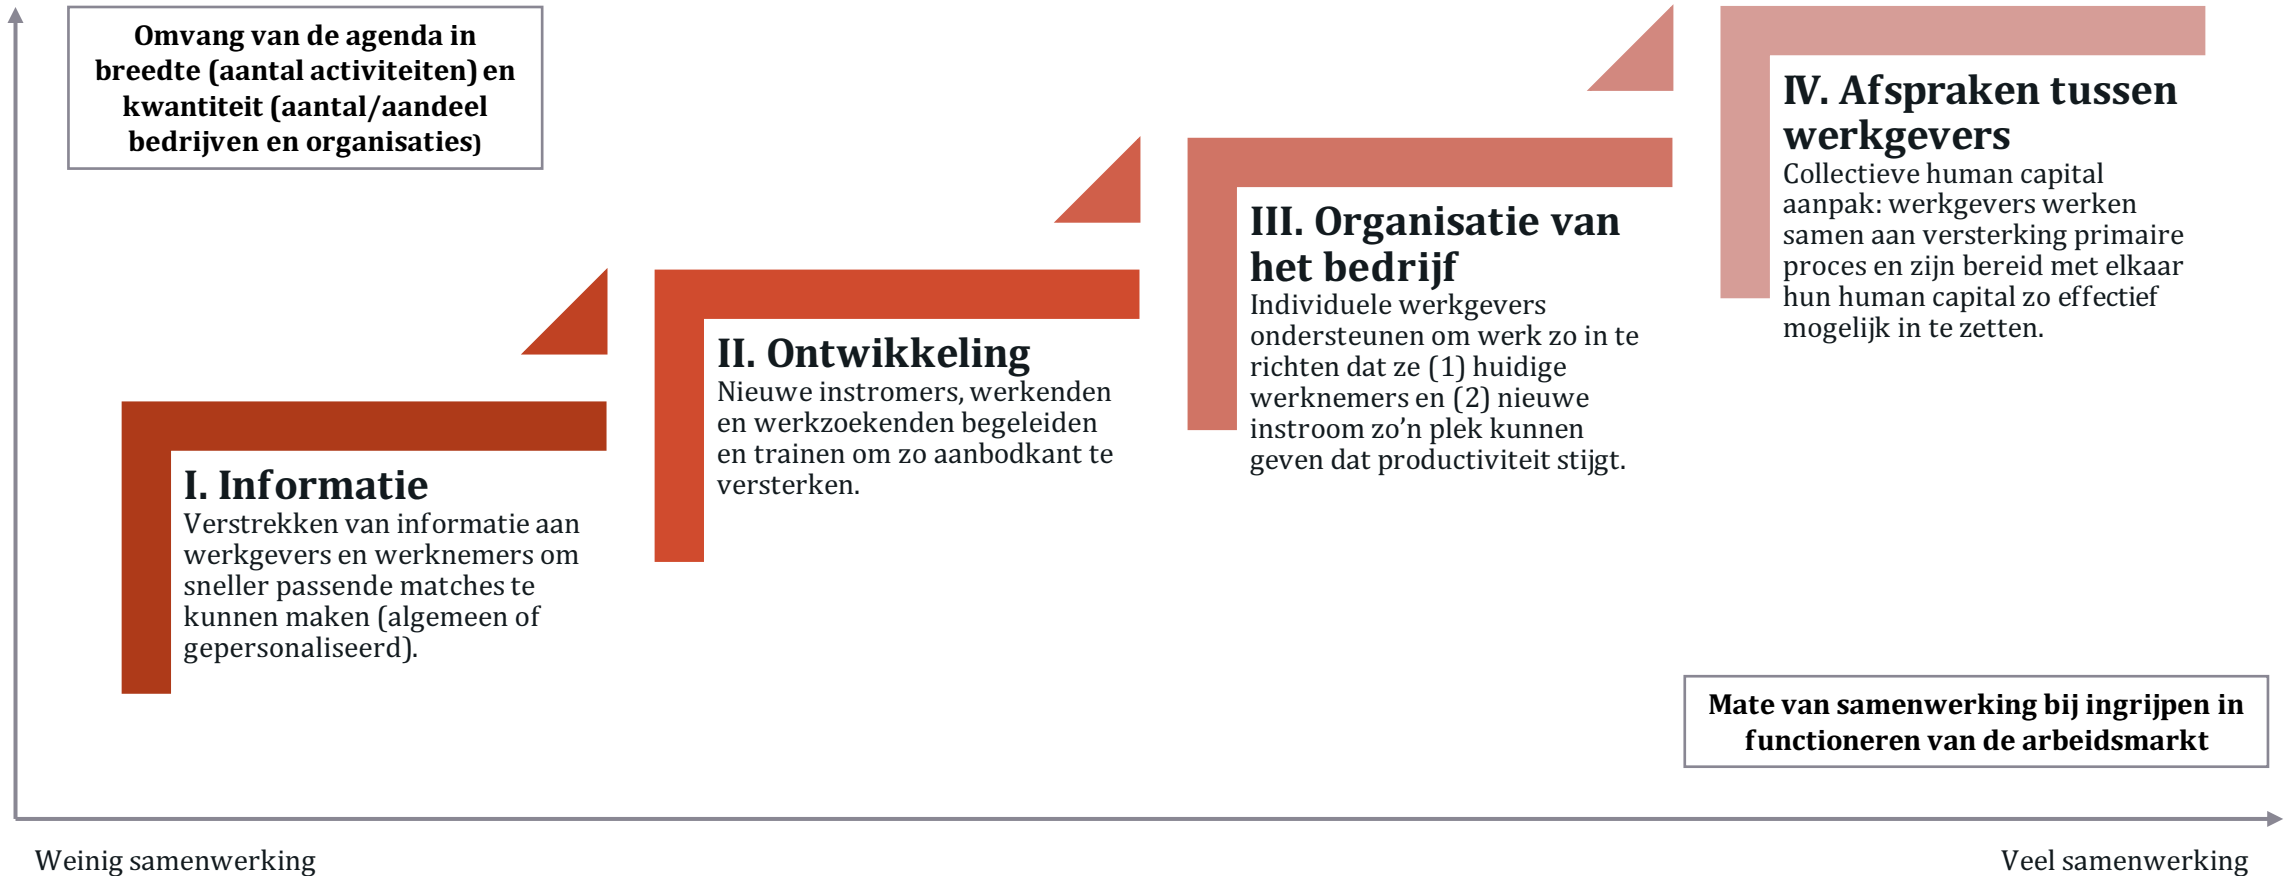 Omvang van de agenda in
breedte (aantal activiteiten) en
kwantiteit (aantal/aandeel
bedrijven en organisaties)
I. Informatie
Verstrekken van informatie aan
werkgevers en werknemers om
sneller passende matches te
kunnen maken (algemeen of
gepersonaliseerd).
II. Ontwikkeling
Nieuwe instromers, werkenden
en werkzoekenden begeleiden
en trainen om zo aanbodkant te
versterken.
III. Organisatie van
het bedrijf
Individuele werkgevers
ondersteunen om werk zo in te
richten dat ze (1) huidige
werknemers en (2) nieuwe
instroom zo’n plek kunnen
geven dat productiviteit stijgt.
IV. Afspraken tussen
werkgevers
Collectieve human capital
aanpak: werkgevers werken
samen aan versterking primaire
proces en zijn bereid met elkaar
hun human capital zo effectief
mogelijk in te zetten.
Mate van samenwerking bij ingrijpen in
functioneren van de arbeidsmarkt
Weinig samenwerking
Veel samenwerking